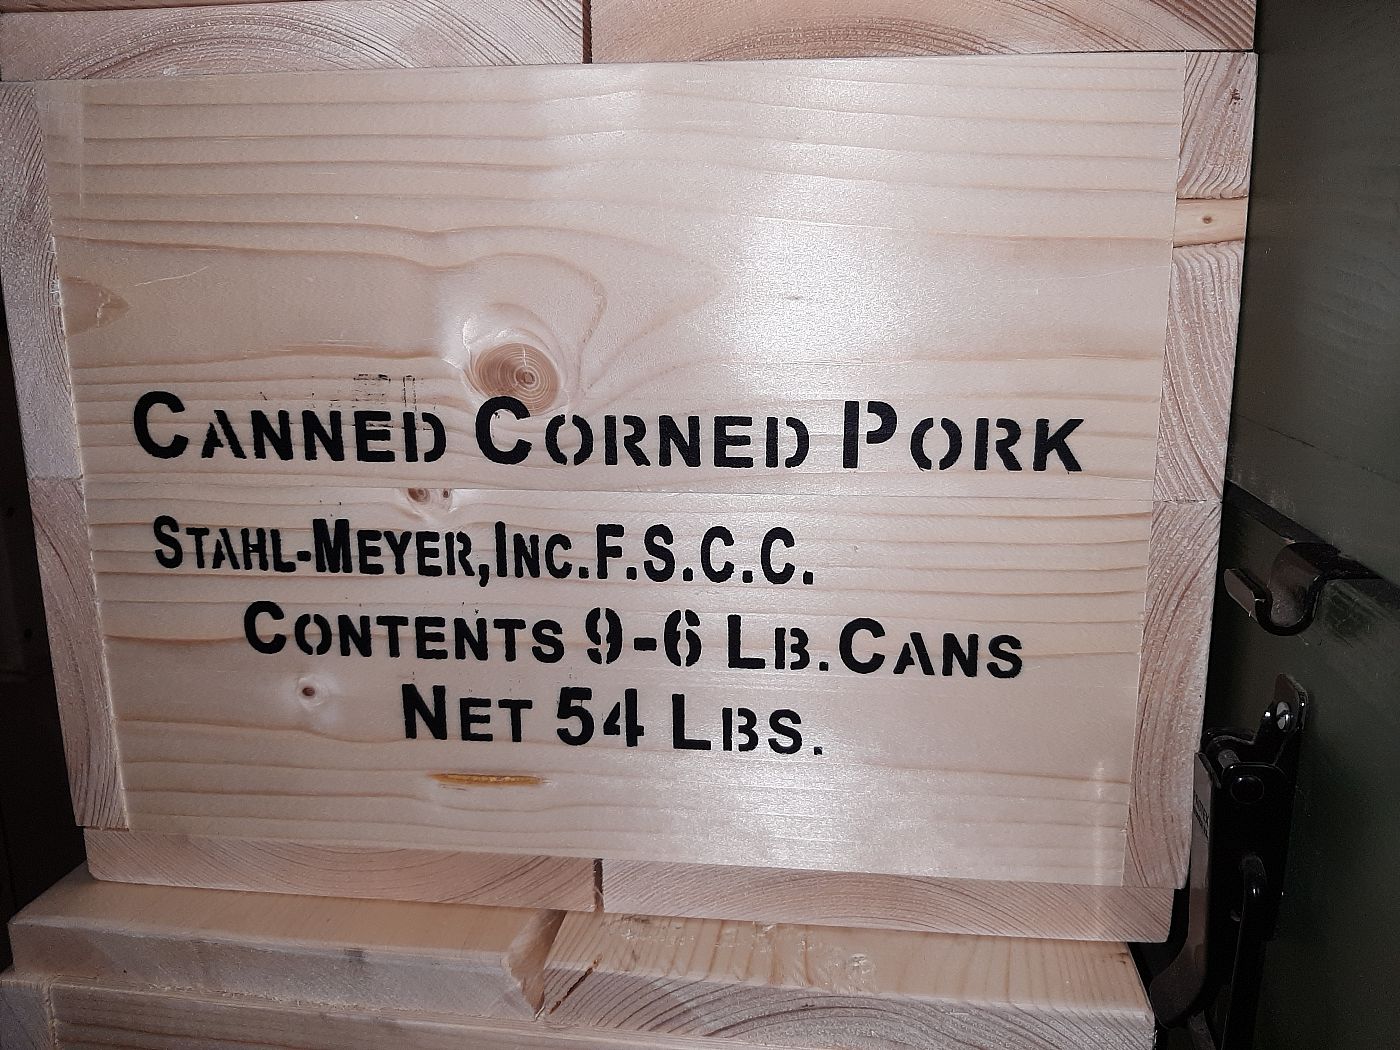 CANNED CORNED PORK
STAHL-MEYER, INC. F.S.C.C.
CONTENTS 9-6 LB. CANS
NET 54 LBS.